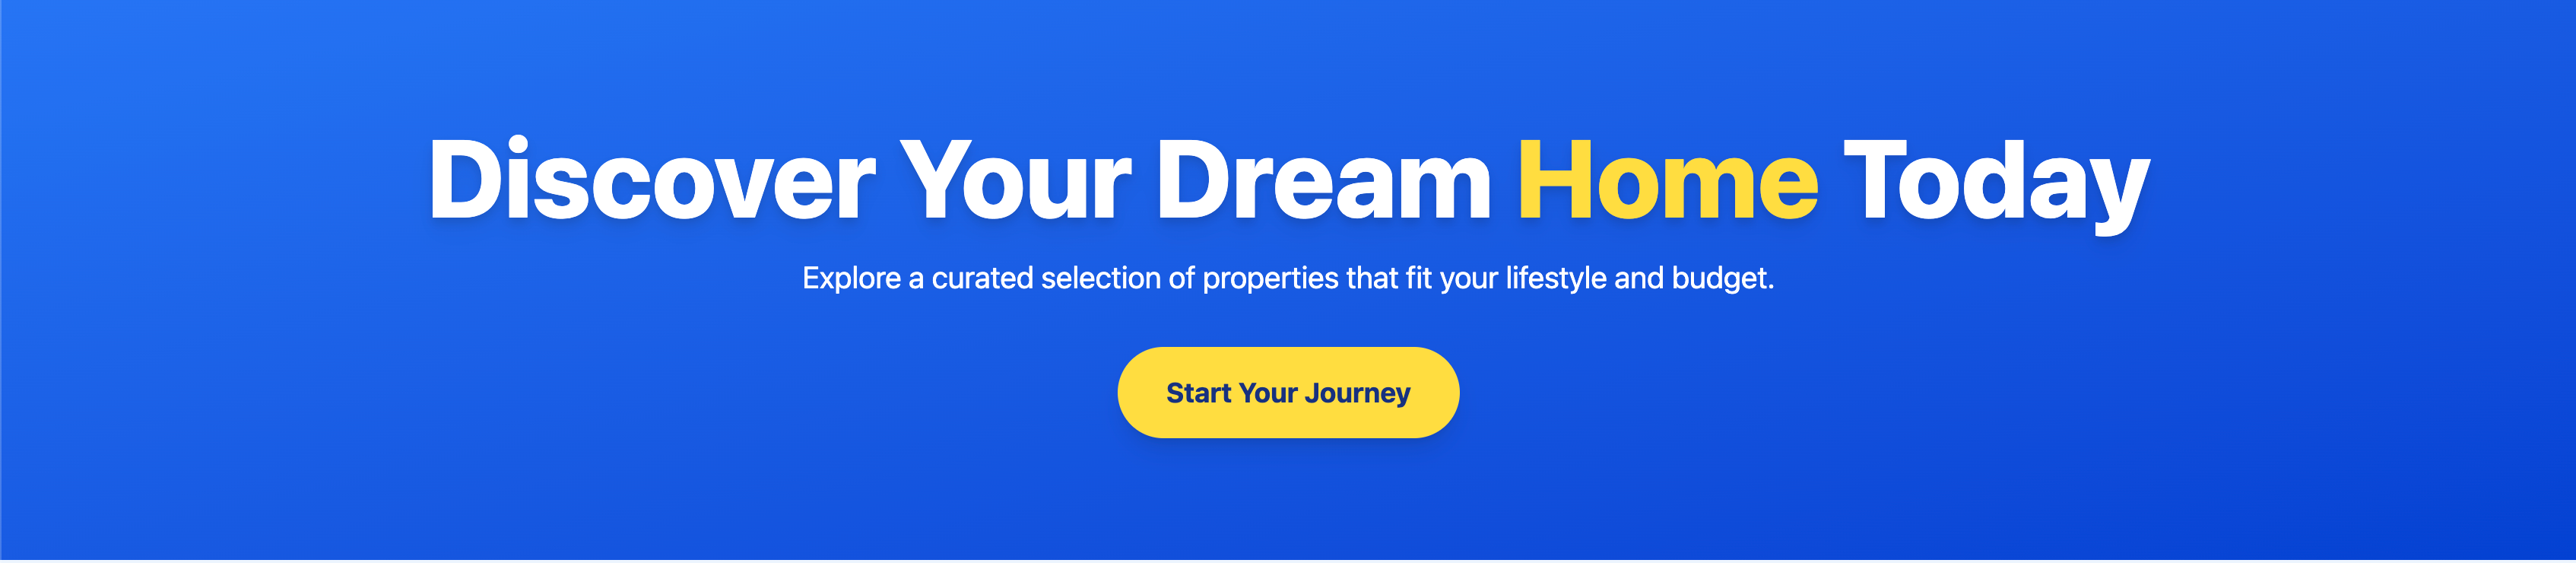 Discover Your Dream Home Today
Explore a curated selection of properties that fit your lifestyle and budget.
Start Your Journey